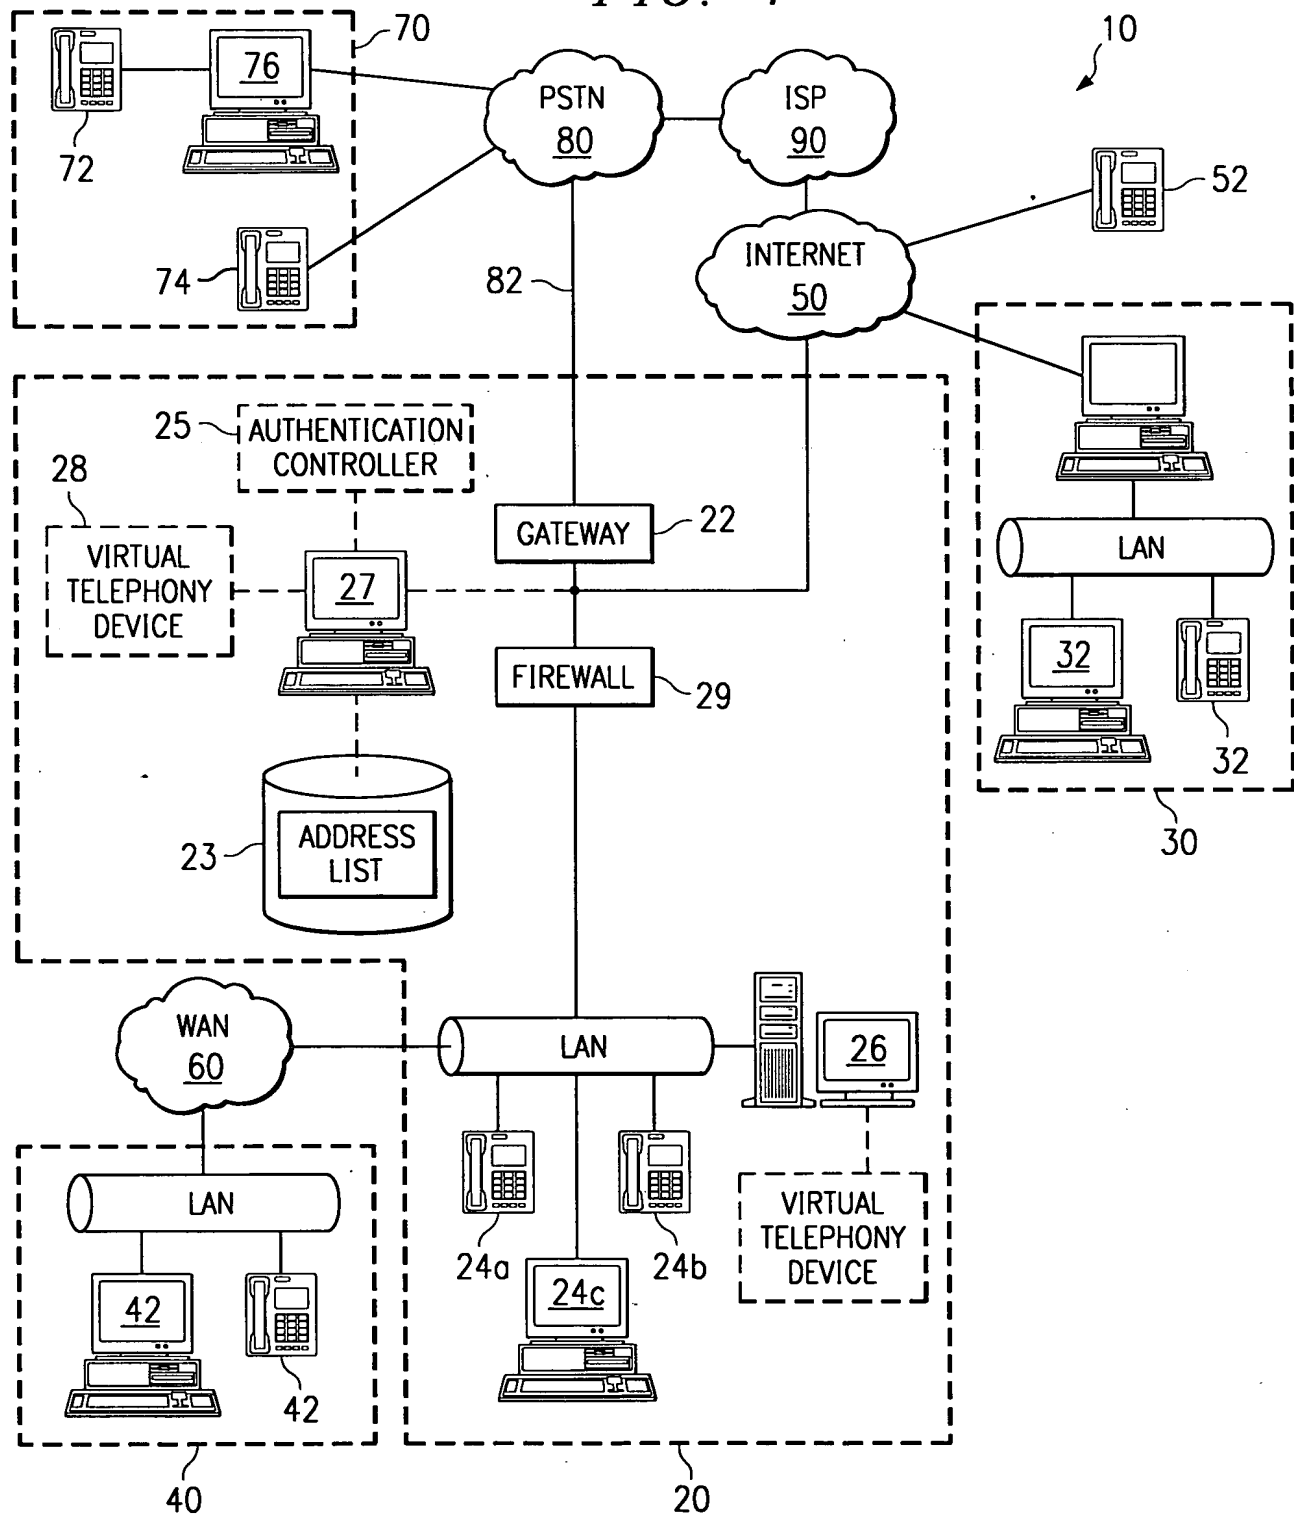 70
10
76
72
74
PSTN
80
ISP
90
52
INTERNET
50
82
25
AUTHENTICATION
CONTROLLER
28
VIRTUAL
TELEPHONY
DEVICE
27
GATEWAY
22
FIREWALL
29
LAN
32
32
30
23
ADDRESS
LIST
WAN
60
LAN
26
24a
24b
24c
VIRTUAL
TELEPHONY
DEVICE
LAN
42
42
40
20